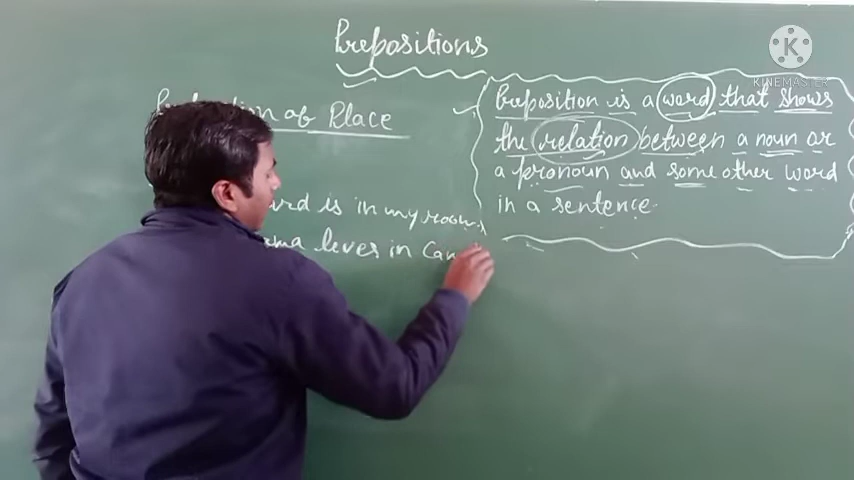 Prepositions
of Place
Preposition is a word that shows
the relation between a noun or
a pronoun and some other word
in a sentence.
is in my room.
lives in
KINEMASTER